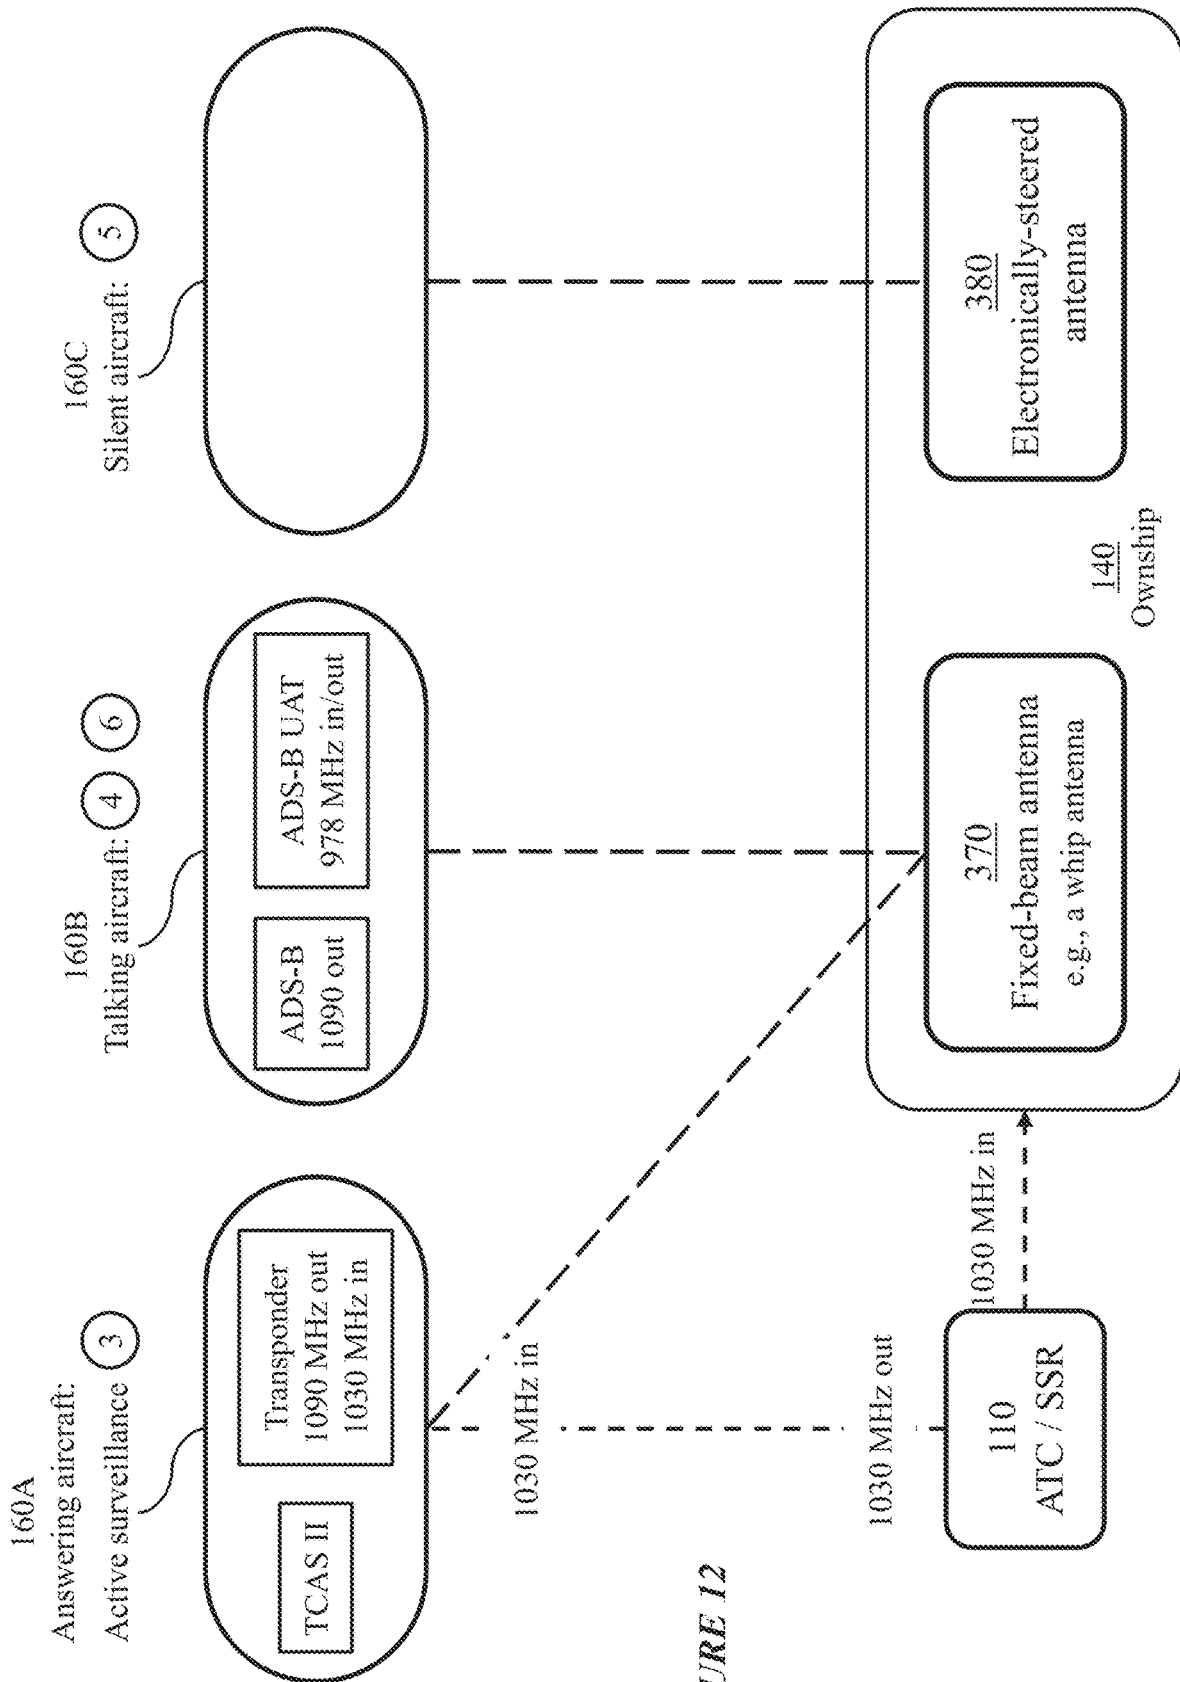 160A
Answering aircraft:
Active surveillance 3
TCAS II
Transponder
1090 MHz out
1030 MHz in
160B
Talking aircraft: 4 6
ADS-B
1090 out
ADS-B UAT
978 MHz in/out
160C
Silent aircraft: 5
1030 MHz in
1030 MHz out
110
ATC / SSR
1030 MHz in
370
Fixed-beam antenna
e.g., a whip antenna
380
Electronically-steered
antenna
140
Ownship
URE 12